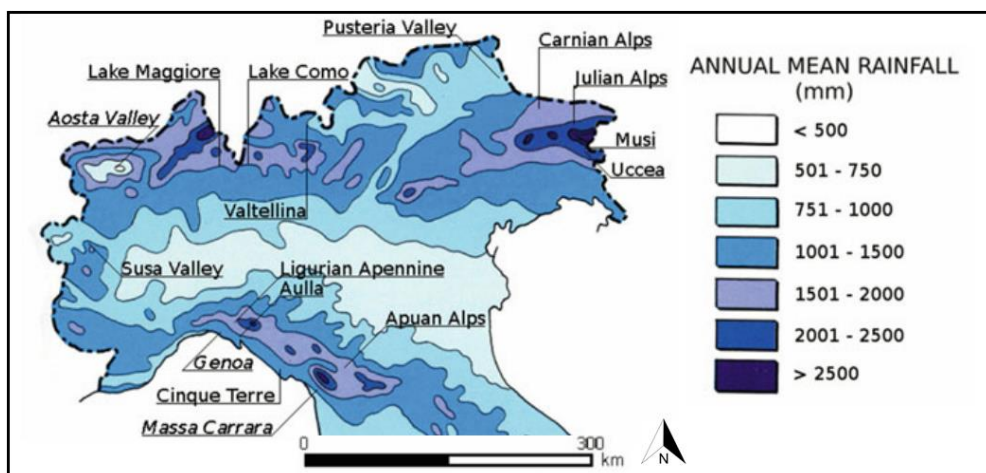 Pusteria Valley
Carnian Alps
Lake Maggiore
Lake Como
Julian Alps
Aosta Valley
Musi
Uccea
Valtellina
Susa Valley
Ligurian Apennine
Aulla
Apuan Alps
Genoa
Cinque Terre
Massa Carrara
0
300
km
N
ANNUAL MEAN RAINFALL
(mm)
< 500
501 - 750
751 - 1000
1001 - 1500
1501 - 2000
2001 - 2500
> 2500